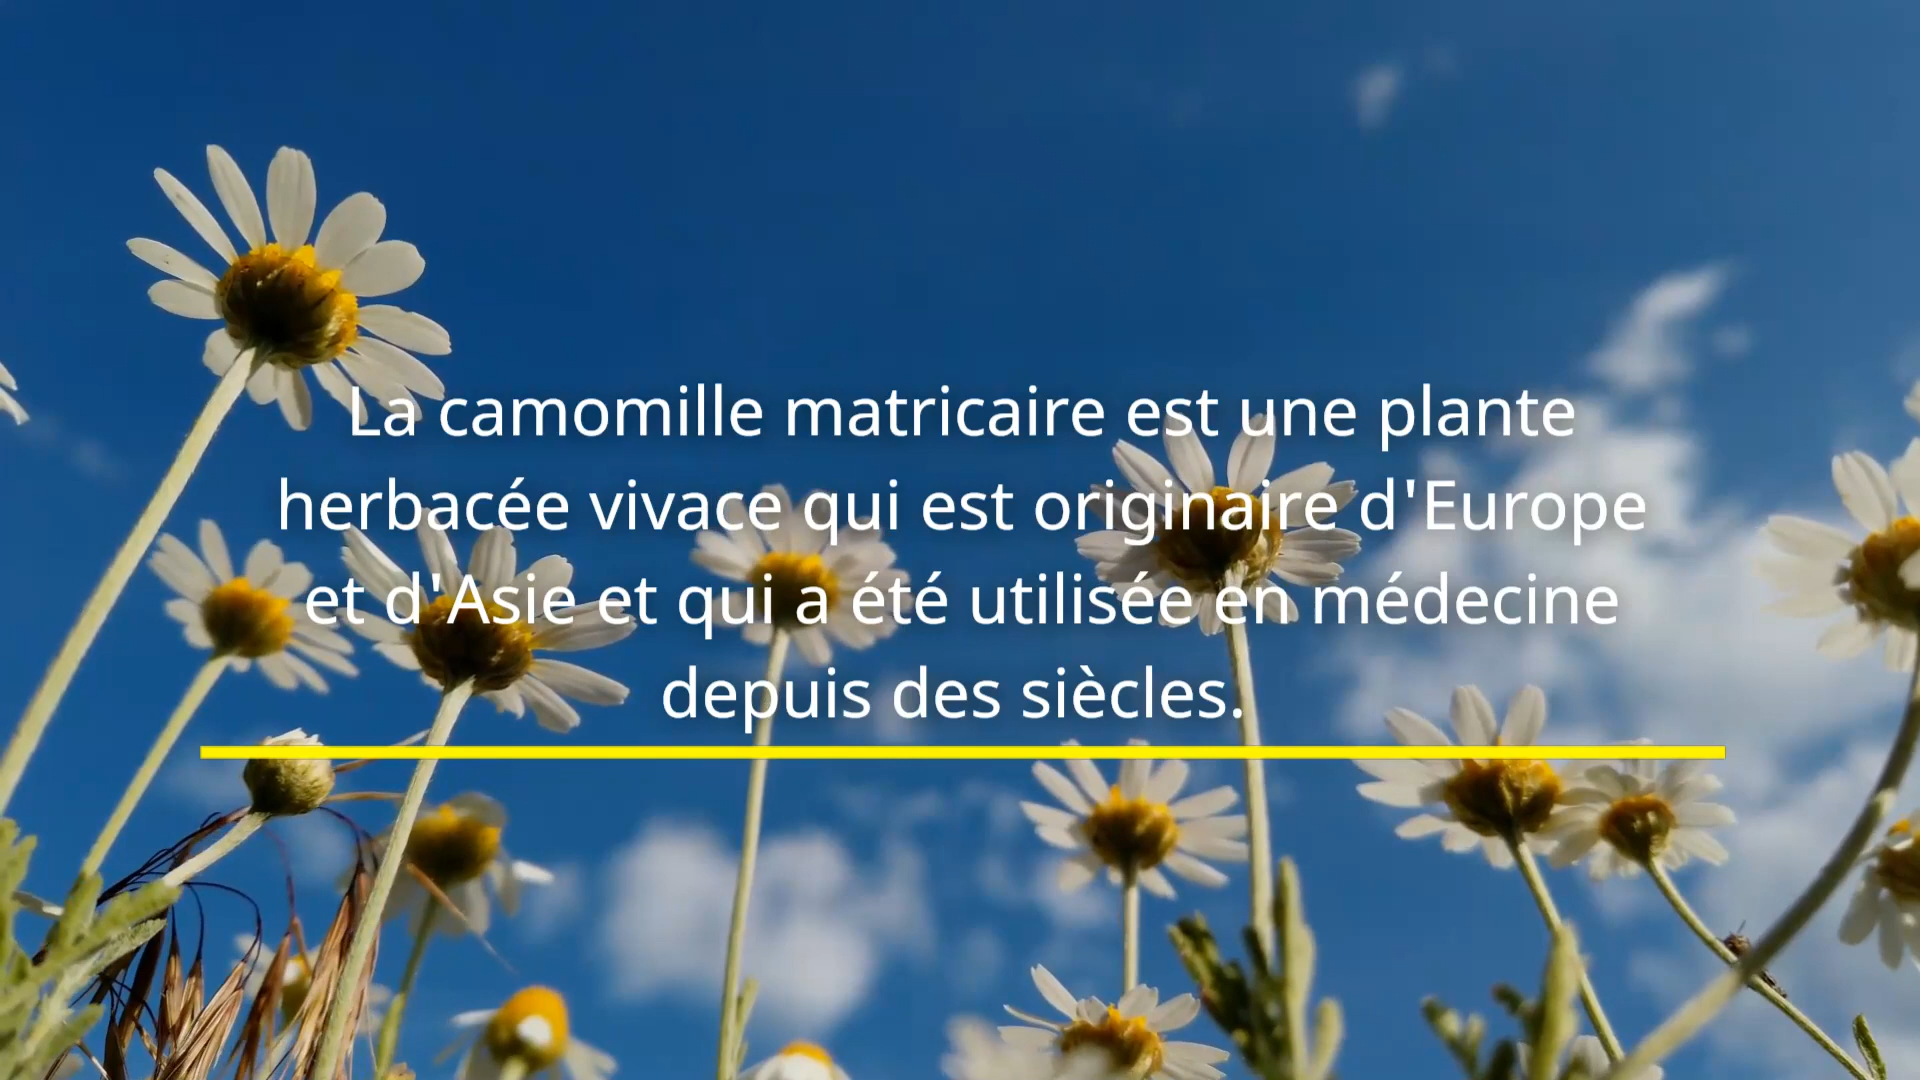 La camomille matricaire est une plante
herbacée vivace qui est originaire d'Europe
et d'Asie et qui a été utilisée en médecine
depuis des siècles.